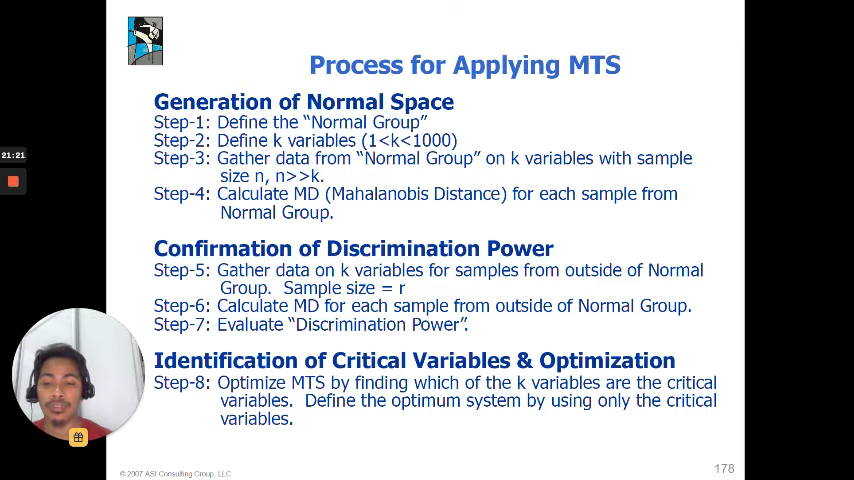 Process for Applying MTS
Generation of Normal Space
Step-1: Define the “Normal Group”
Step-2: Define k variables (1<k<1000)
Step-3: Gather data from “Normal Group” on k variables with sample
size n, n>>k.
Step-4: Calculate MD (Mahalanobis Distance) for each sample from
Normal Group.
Confirmation of Discrimination Power
Step-5: Gather data on k variables for samples from outside of Normal
Group. Sample size = r
Step-6: Calculate MD for each sample from outside of Normal Group.
Step-7: Evaluate “Discrimination Power”.
Identification of Critical Variables & Optimization
Step-8: Optimize MTS by finding which of the k variables are the critical
variables. Define the optimum system by using only the critical
variables.
© 2007 ASI Consulting Group, LLC
178
21:21